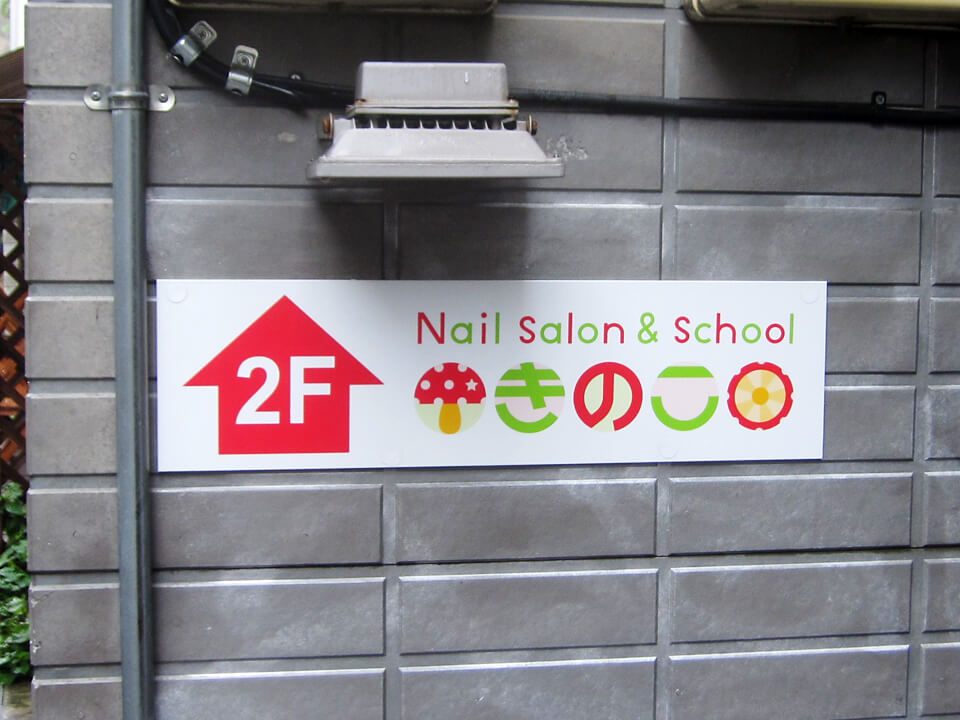 2F
Nail Salon & School
きのこ